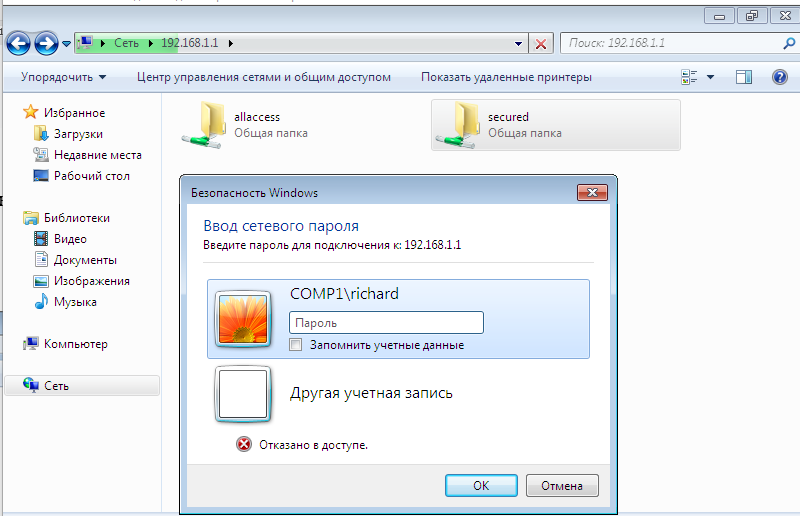 Сеть 192.168.1.1
Поиск: 192.168.1.1
Упорядочить Центр управления сетями и общим доступом Показать удаленные принтеры
Избранное
Загрузки
Недавние места
Рабочий стол
Библиотеки
Видео
Документы
Изображения
Музыка
Компьютер
Сеть
allaccess
Общая папка
secured
Общая папка
Безопасность Windows
Ввод сетевого пароля
Введите пароль для подключения к: 192.168.1.1
COMP1\richard
Пароль
Запомнить учетные данные
Другая учетная запись
Отказано в доступе.
OK Отмена